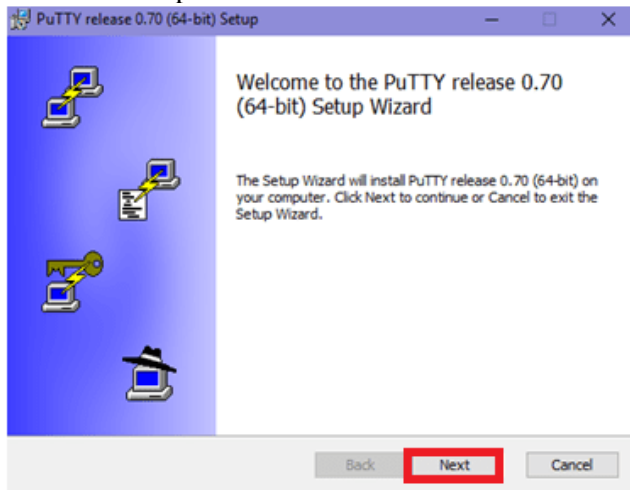 PuTTY release 0.70 (64-bit) Setup
Welcome to the PuTTY release 0.70
(64-bit) Setup Wizard
The Setup Wizard will install PuTTY release 0.70 (64-bit) on
your computer. Click Next to continue or Cancel to exit the
Setup Wizard.
Back Next Cancel